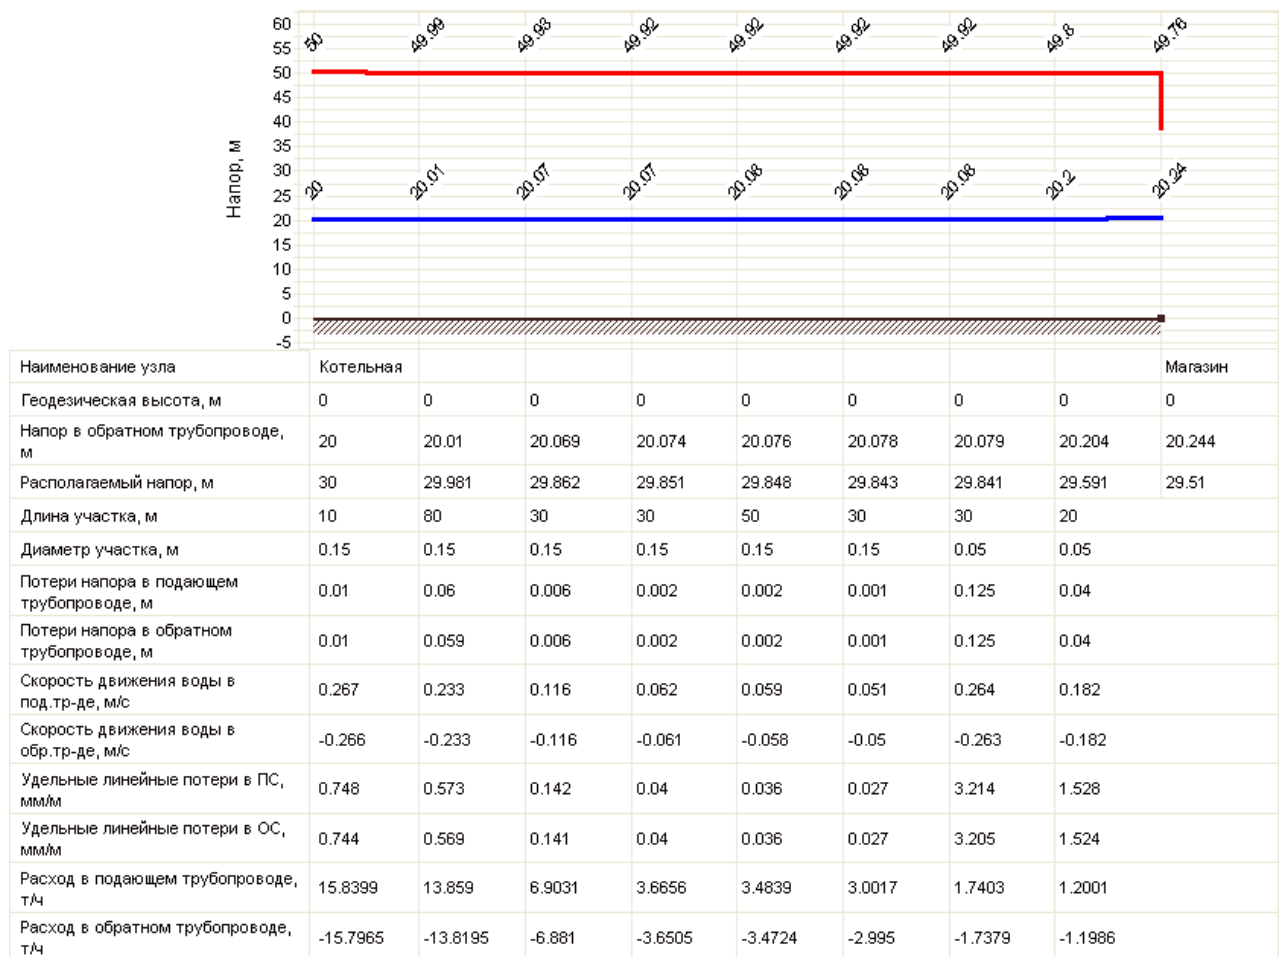 60
55
50
45
40
35
30
25
20
15
10
5
0
-5
Напор, м
50 49.99 49.93 49.92 49.92 49.92 49.92 49.8 49.76
20 20.01 20.07 20.07 20.08 20.08 20.08 20.2 20.24
Наименование узла Котельная Магазин
Геодезическая высота, м 0 0 0 0 0 0 0 0 0
Напор в обратном трубопроводе,
м 20 20.01 20.069 20.074 20.076 20.078 20.079 20.204 20.244
Располагаемый напор, м 30 29.981 29.862 29.851 29.848 29.843 29.841 29.591 29.51
Длина участка, м 10 80 30 30 50 30 30 20
Диаметр участка, м 0.15 0.15 0.15 0.15 0.15 0.15 0.05 0.05
Потери напора в подающем
трубопроводе, м 0.01 0.06 0.006 0.002 0.002 0.001 0.125 0.04
Потери напора в обратном
трубопроводе, м 0.01 0.059 0.006 0.002 0.002 0.001 0.125 0.04
Скорость движения воды в
под.тр-де, м/с 0.267 0.233 0.116 0.062 0.059 0.051 0.264 0.182
Скорость движения воды в
обр.тр-де, м/с -0.266 -0.233 -0.116 -0.061 -0.058 -0.05 -0.263 -0.182
Удельные линейные потери в ПС,
мм/м 0.748 0.573 0.142 0.04 0.036 0.027 3.214 1.528
Удельные линейные потери в ОС,
мм/м 0.744 0.569 0.141 0.04 0.036 0.027 3.205 1.524
Расход в подающем трубопроводе,
т/ч 15.8399 13.859 6.9031 3.6656 3.4839 3.0017 1.7403 1.2001
Расход в обратном трубопроводе,
т/ч -15.7965 -13.8195 -6.881 -3.6505 -3.4724 -2.995 -1.7379 -1.1986